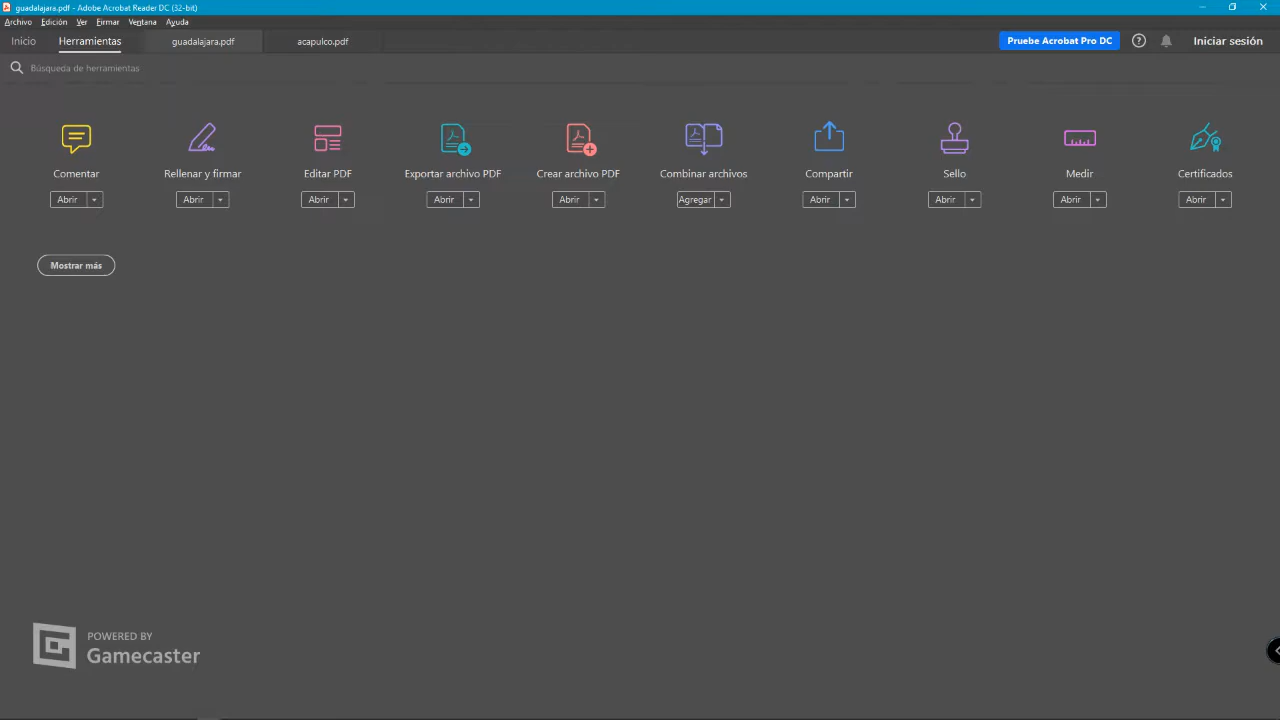 guadalajara.pdf - Adobe Acrobat Reader DC (32-bit)
Archivo Edición Ver Firmar Ventana Ayuda
Inicio Herramientas guadalajara.pdf acapulco.pdf Pruebe Acrobat Pro DC Iniciar sesión
Búsqueda de herramientas
Comentar Rellenar y firmar Editar PDF Exportar archivo PDF Crear archivo PDF Combinar archivos Compartir Sello Medir Certificados
Abrir Abrir Abrir Abrir Abrir Agregar Abrir Abrir Abrir Abrir
Mostrar más
POWERED BY
Gamecaster